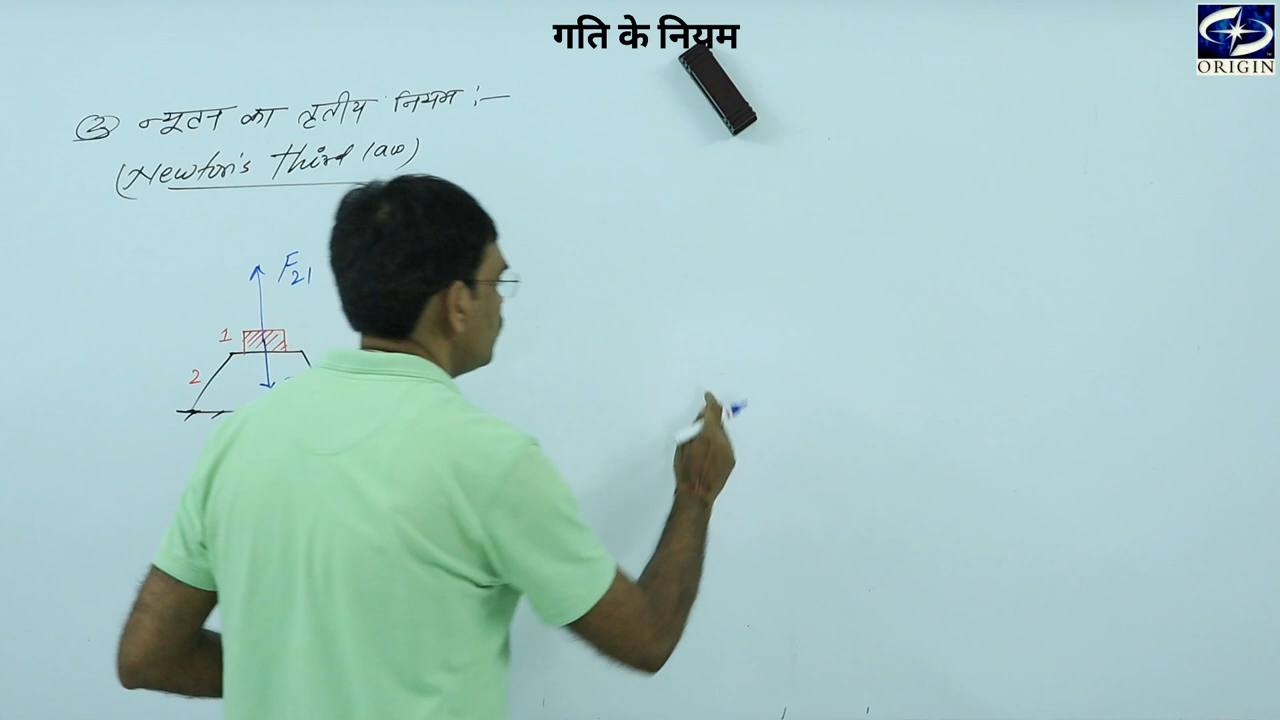 गति के नियम
ORIGIN
③ न्यूटन का तृतीय नियम :—
(Newton's Third law)
F21
1
2